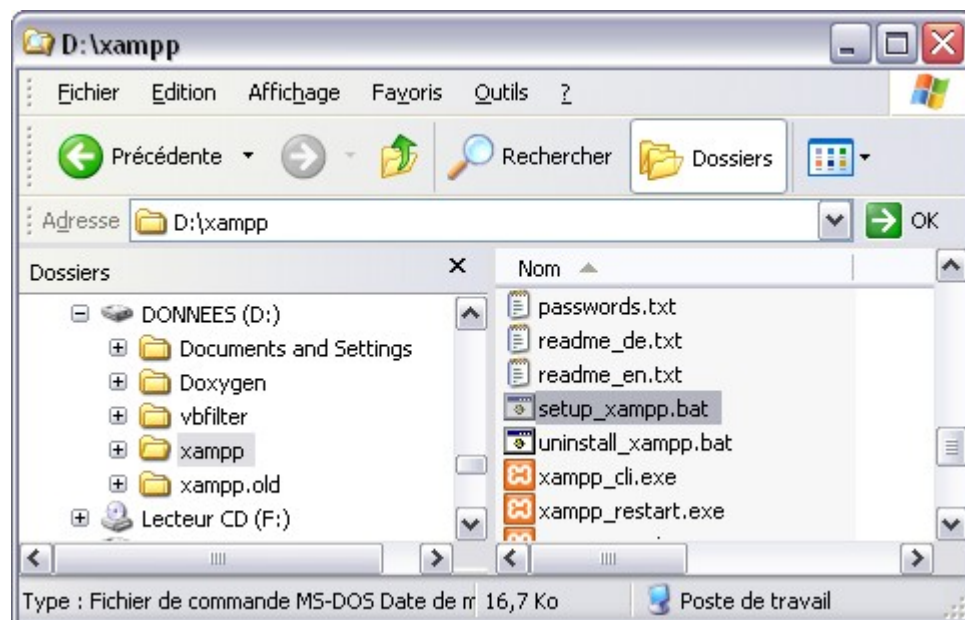 D:\xampp
Fichier Edition Affichage Favoris Outils ?
Précédente Rechercher Dossiers
Adresse D:\xampp OK
Dossiers
DONNEES (D:)
Documents and Settings
Doxygen
vbfilter
xampp
xampp.old
Lecteur CD (F:)
Nom
passwords.txt
readme_de.txt
readme_en.txt
setup_xampp.bat
uninstall_xampp.bat
xampp_cli.exe
xampp_restart.exe
Type : Fichier de commande MS-DOS Date de 16,7 Ko Poste de travail